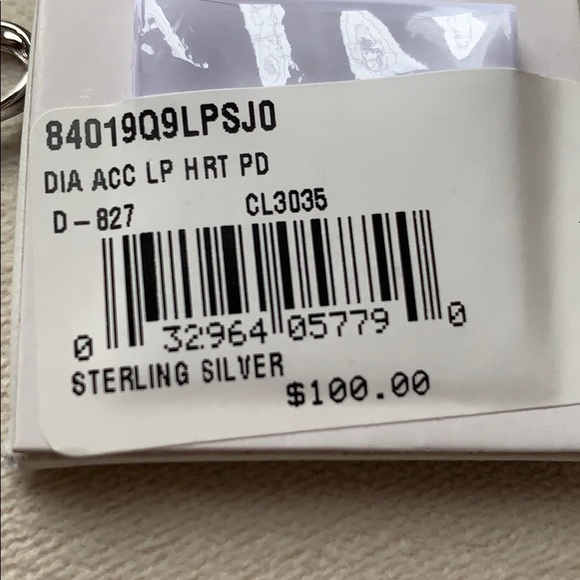 84019Q9LPSJ0
DIA ACC LP HRT PD
D-827 CL3035
0 32964 05779 0
STERLING SILVER
$100.00